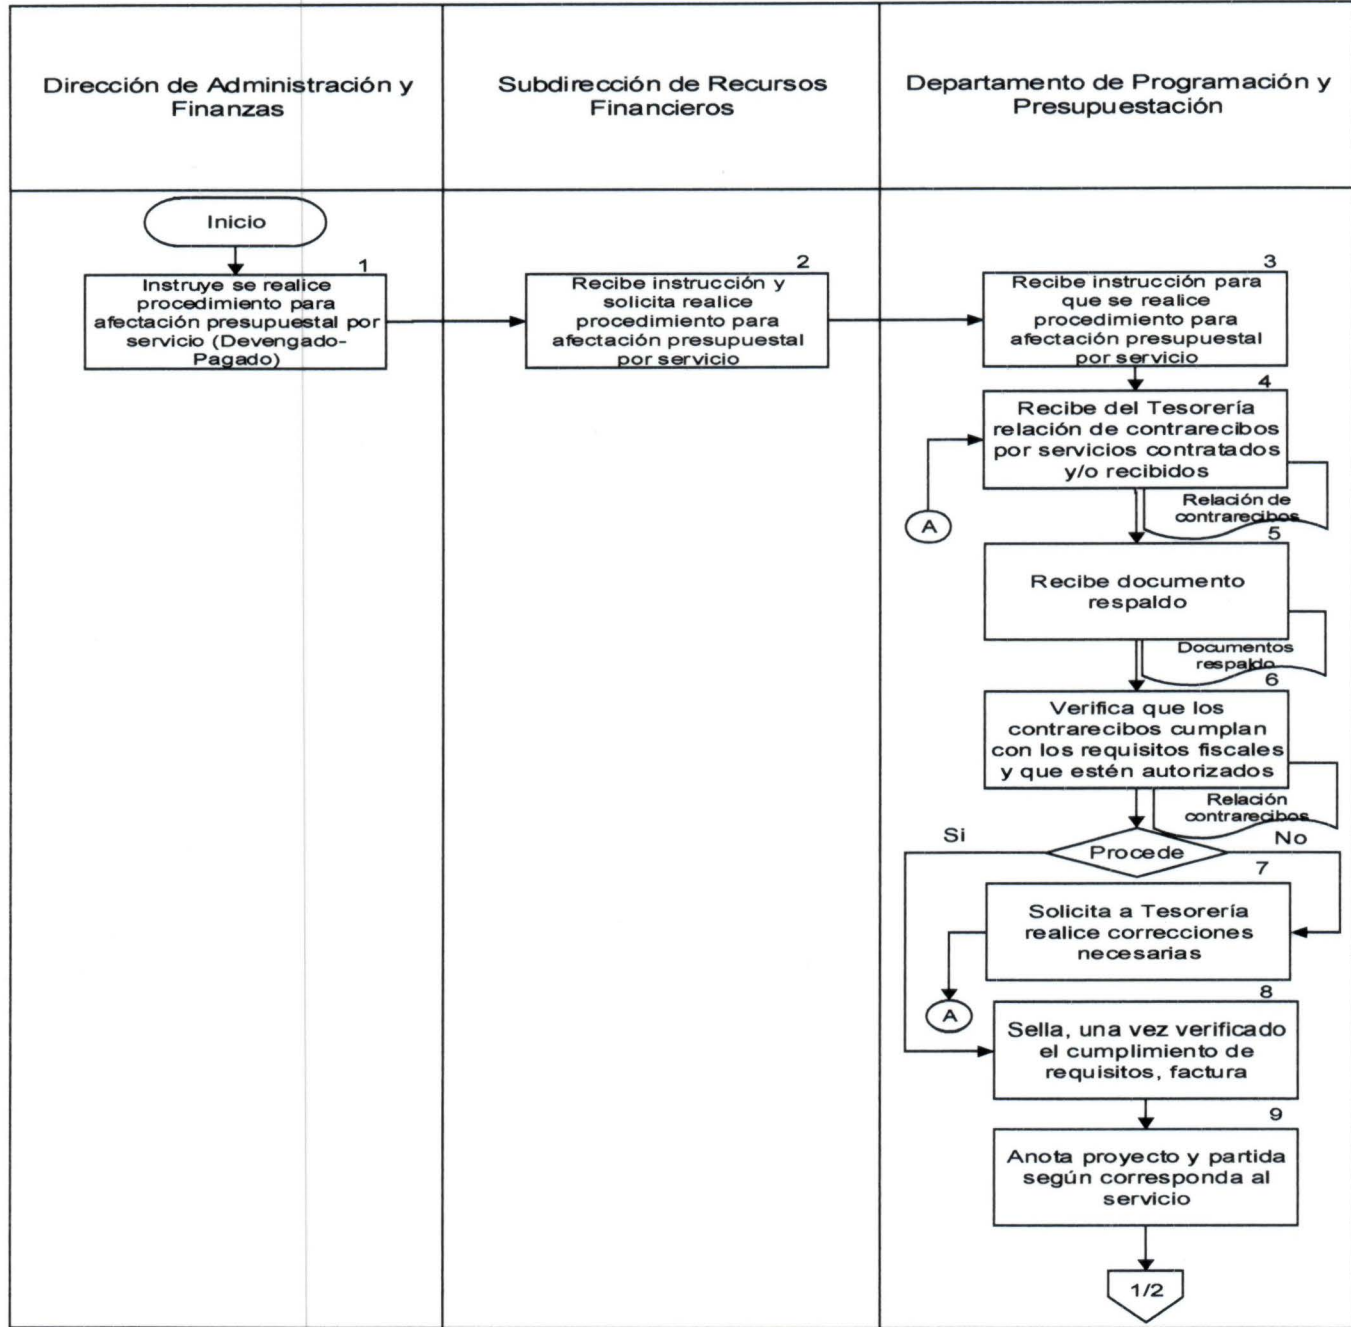 Dirección de Administración y
Finanzas
Subdirección de Recursos
Financieros
Departamento de Programación y
Presupuestación
Inicio
1
Instruye se realice
procedimiento para
afectación presupuestal por
servicio (Devengado-
Pagado)
2
Recibe instrucción y
solicita realice
procedimiento para
afectación presupuestal
por servicio
3
Recibe instrucción para
que se realice
procedimiento para
afectación presupuestal
por servicio
4
Recibe del Tesorería
relación de contrarecibos
por servicios contratados
y/o recibidos
Relación de
contrarecibos
A
5
Recibe documento
respaldo
Documentos
respaldo
6
Verifica que los
contrarecibos cumplan
con los requisitos fiscales
y que estén autorizados
Relación
contrarecibos
Si
Procede
No
7
Solicita a Tesorería
realice correcciones
necesarias
A
8
Sella, una vez verificado
el cumplimiento de
requisitos, factura
9
Anota proyecto y partida
según corresponda al
servicio
1/2